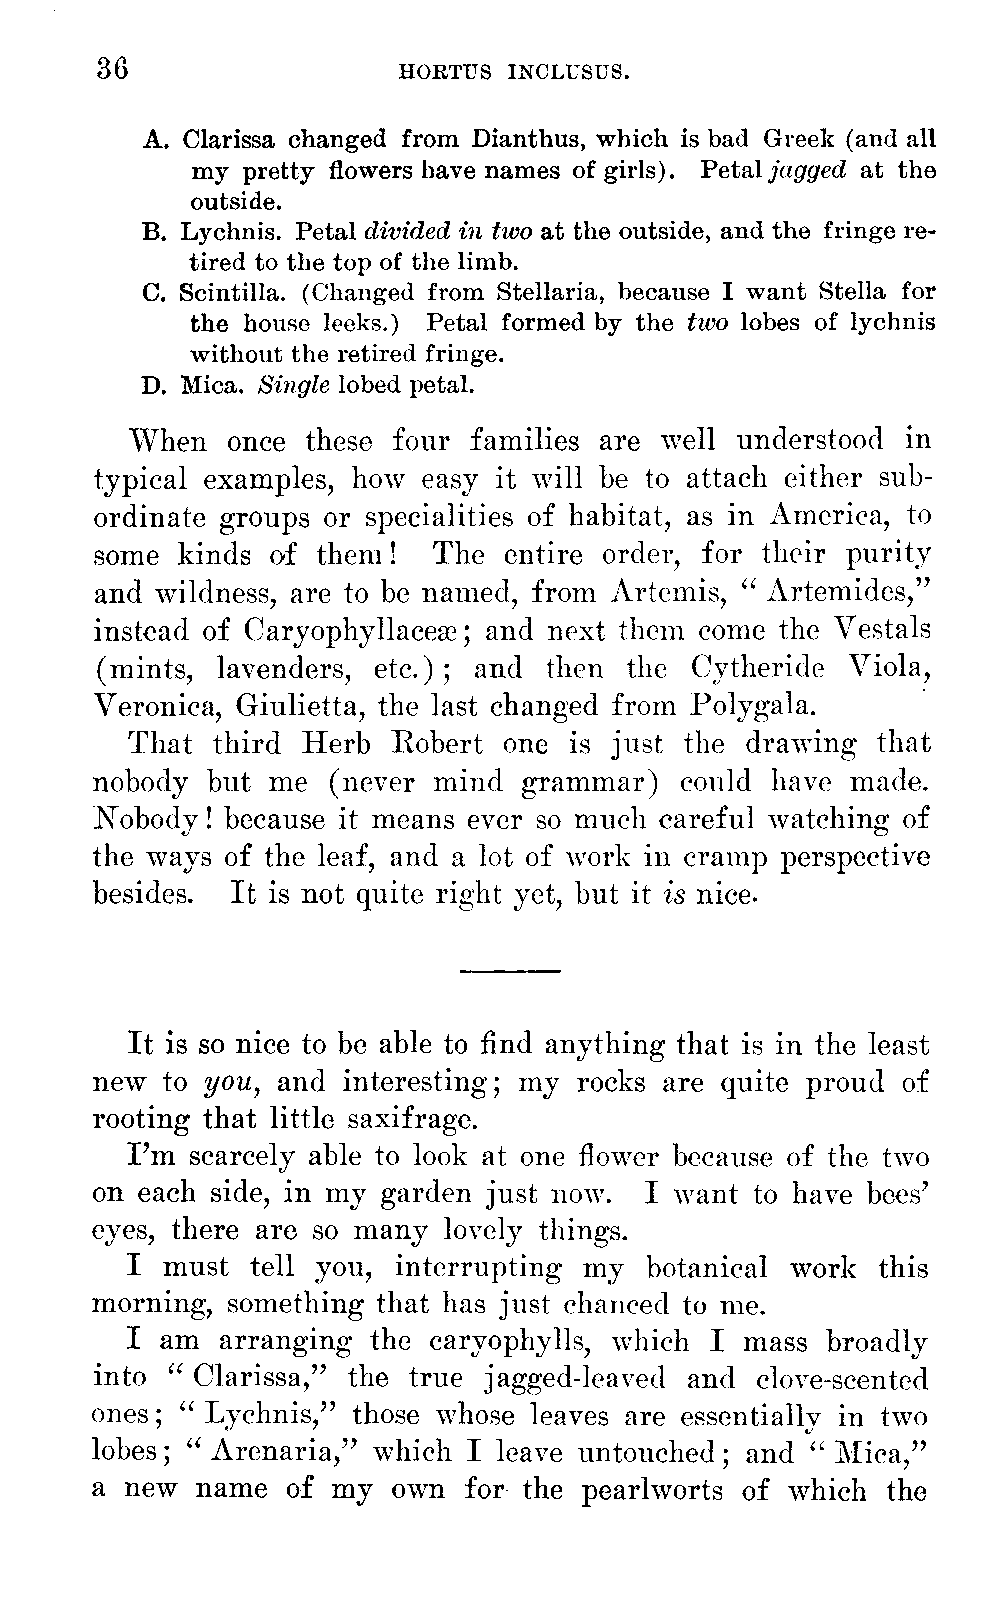 36 HORTUS INCLUSUS.
A. Clarissa changed from Dianthus, which is bad Greek (and all
my pretty flowers have names of girls). Petal jagged at the
outside.
B. Lychnis. Petal divided in two at the outside, and the fringe re-
tired to the top of the limb.
C. Scintilla. (Changed from Stellaria, because I want Stella for
the house leeks.) Petal formed by the two lobes of lychnis
without the retired fringe.
D. Mica. Single lobed petal.
When once these four families are well understood in
typical examples, how easy it will be to attach either sub-
ordinate groups or specialities of habitat, as in America, to
some kinds of them! The entire order, for their purity
and wildness, are to be named, from Artemis, “ Artemides,”
instead of Caryophyllaceæ; and next them come the Vestals
(mints, lavenders, etc.); and then the Cytheride Viola,
Veronica, Giulietta, the last changed from Polygala.
That third Herb Robert one is just the drawing that
nobody but me (never mind grammar) could have made.
Nobody! because it means ever so much careful watching of
the ways of the leaf, and a lot of work in cramp perspective
besides. It is not quite right yet, but it is nice.
It is so nice to be able to find anything that is in the least
new to you, and interesting; my rocks are quite proud of
rooting that little saxifrage.
I’m scarcely able to look at one flower because of the two
on each side, in my garden just now. I want to have bees’
eyes, there are so many lovely things.
I must tell you, interrupting my botanical work this
morning, something that has just chanced to me.
I am arranging the caryophylls, which I mass broadly
into “ Clarissa,” the true jagged-leaved and clove-scented
ones; “ Lychnis,” those whose leaves are essentially in two
lobes; “ Arenaria,” which I leave untouched; and “ Mica,”
a new name of my own for the pearlworts of which the